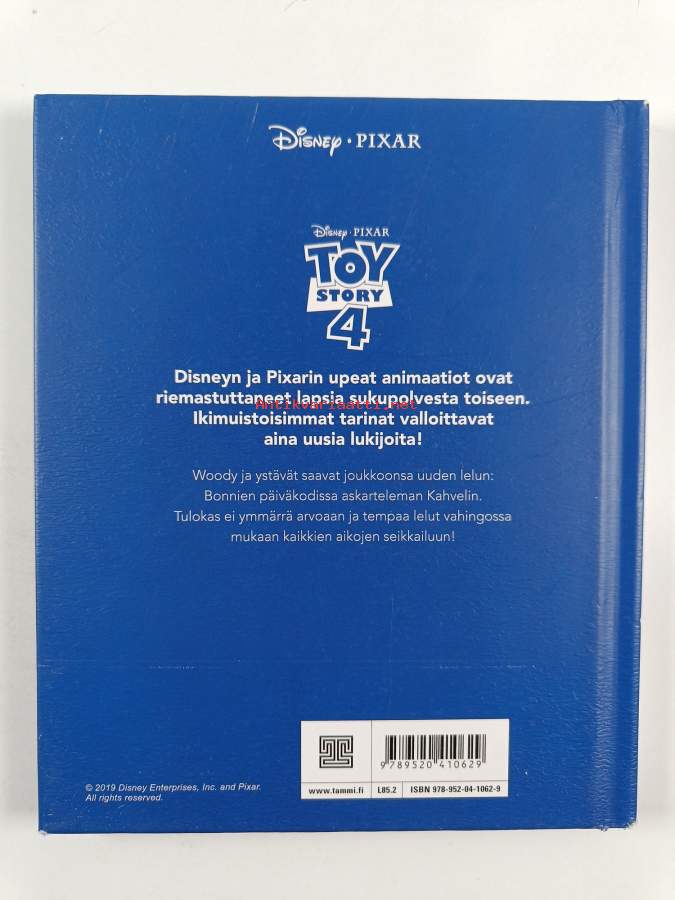 Disney · PIXAR
Disney · PIXAR
TOY
STORY
4
Disneyn ja Pixarin upeat animaatiot ovat
riemastuttaneet lapsia sukupolvesta toiseen.
Antikvariaatti.net
Ikimuistoisimmat tarinat valloittavat
aina uusia lukijoita!
Woody ja ystävät saavat joukkoonsa uuden lelun:
Bonnien päiväkodissa askarteleman Kahvelin.
Tulokas ei ymmärrä arvoaan ja tempaa lelut vahingossa
mukaan kaikkien aikojen seikkailuun!
9 789520 410629
www.tammi.fi L85.2 ISBN 978-952-04-1062-9
© 2019 Disney Enterprises, Inc. and Pixar.
All rights reserved.